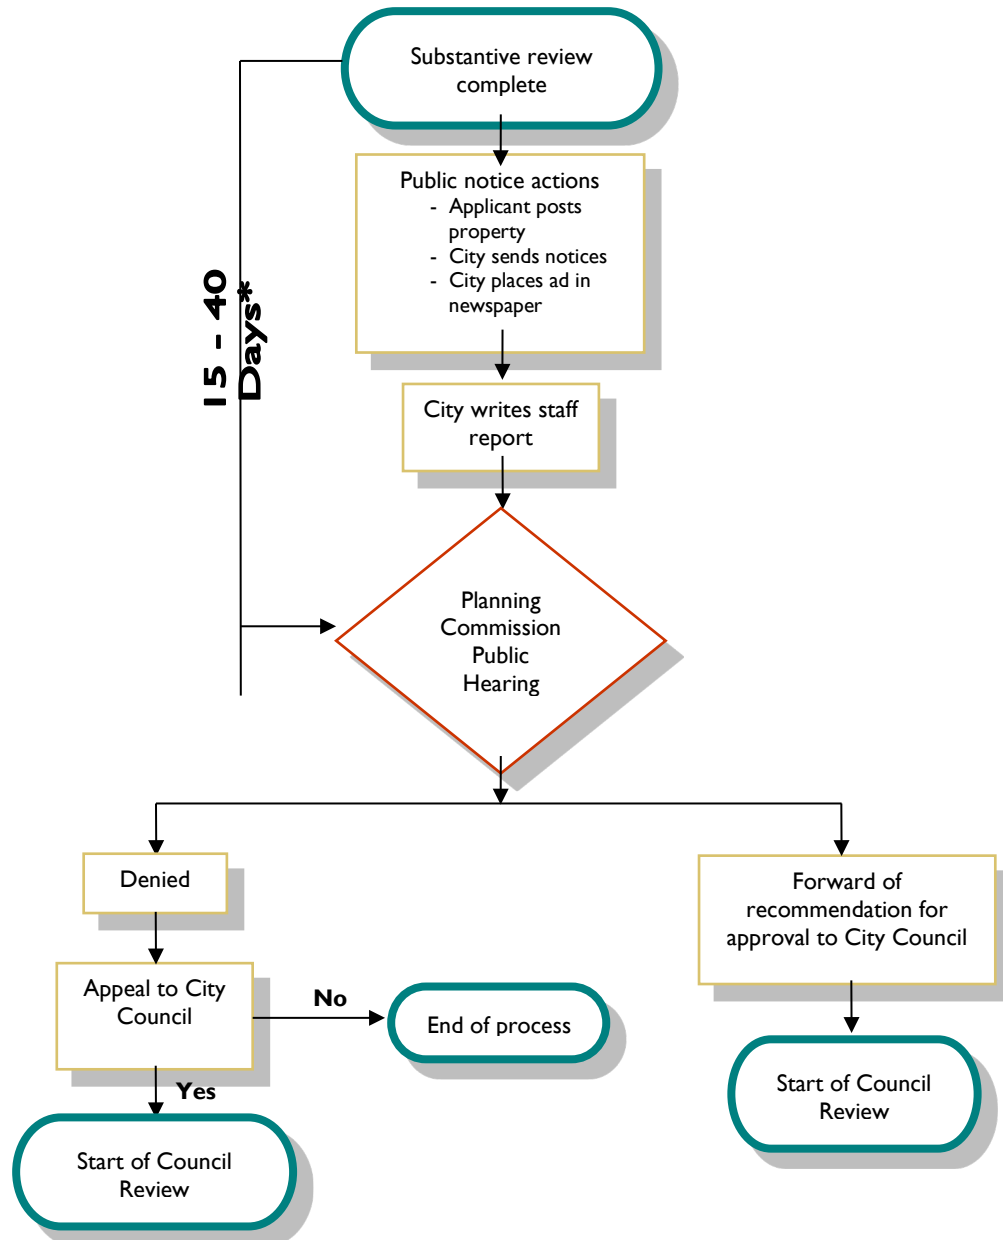 Substantive review
complete
Public notice actions
- Applicant posts
property
- City sends notices
- City places ad in
newspaper
15 – 40
Days*
City writes staff
report
Planning
Commission
Public
Hearing
Denied
Forward of
recommendation for
approval to City Council
Appeal to City
Council
No
End of process
Yes
Start of Council
Review
Start of Council
Review